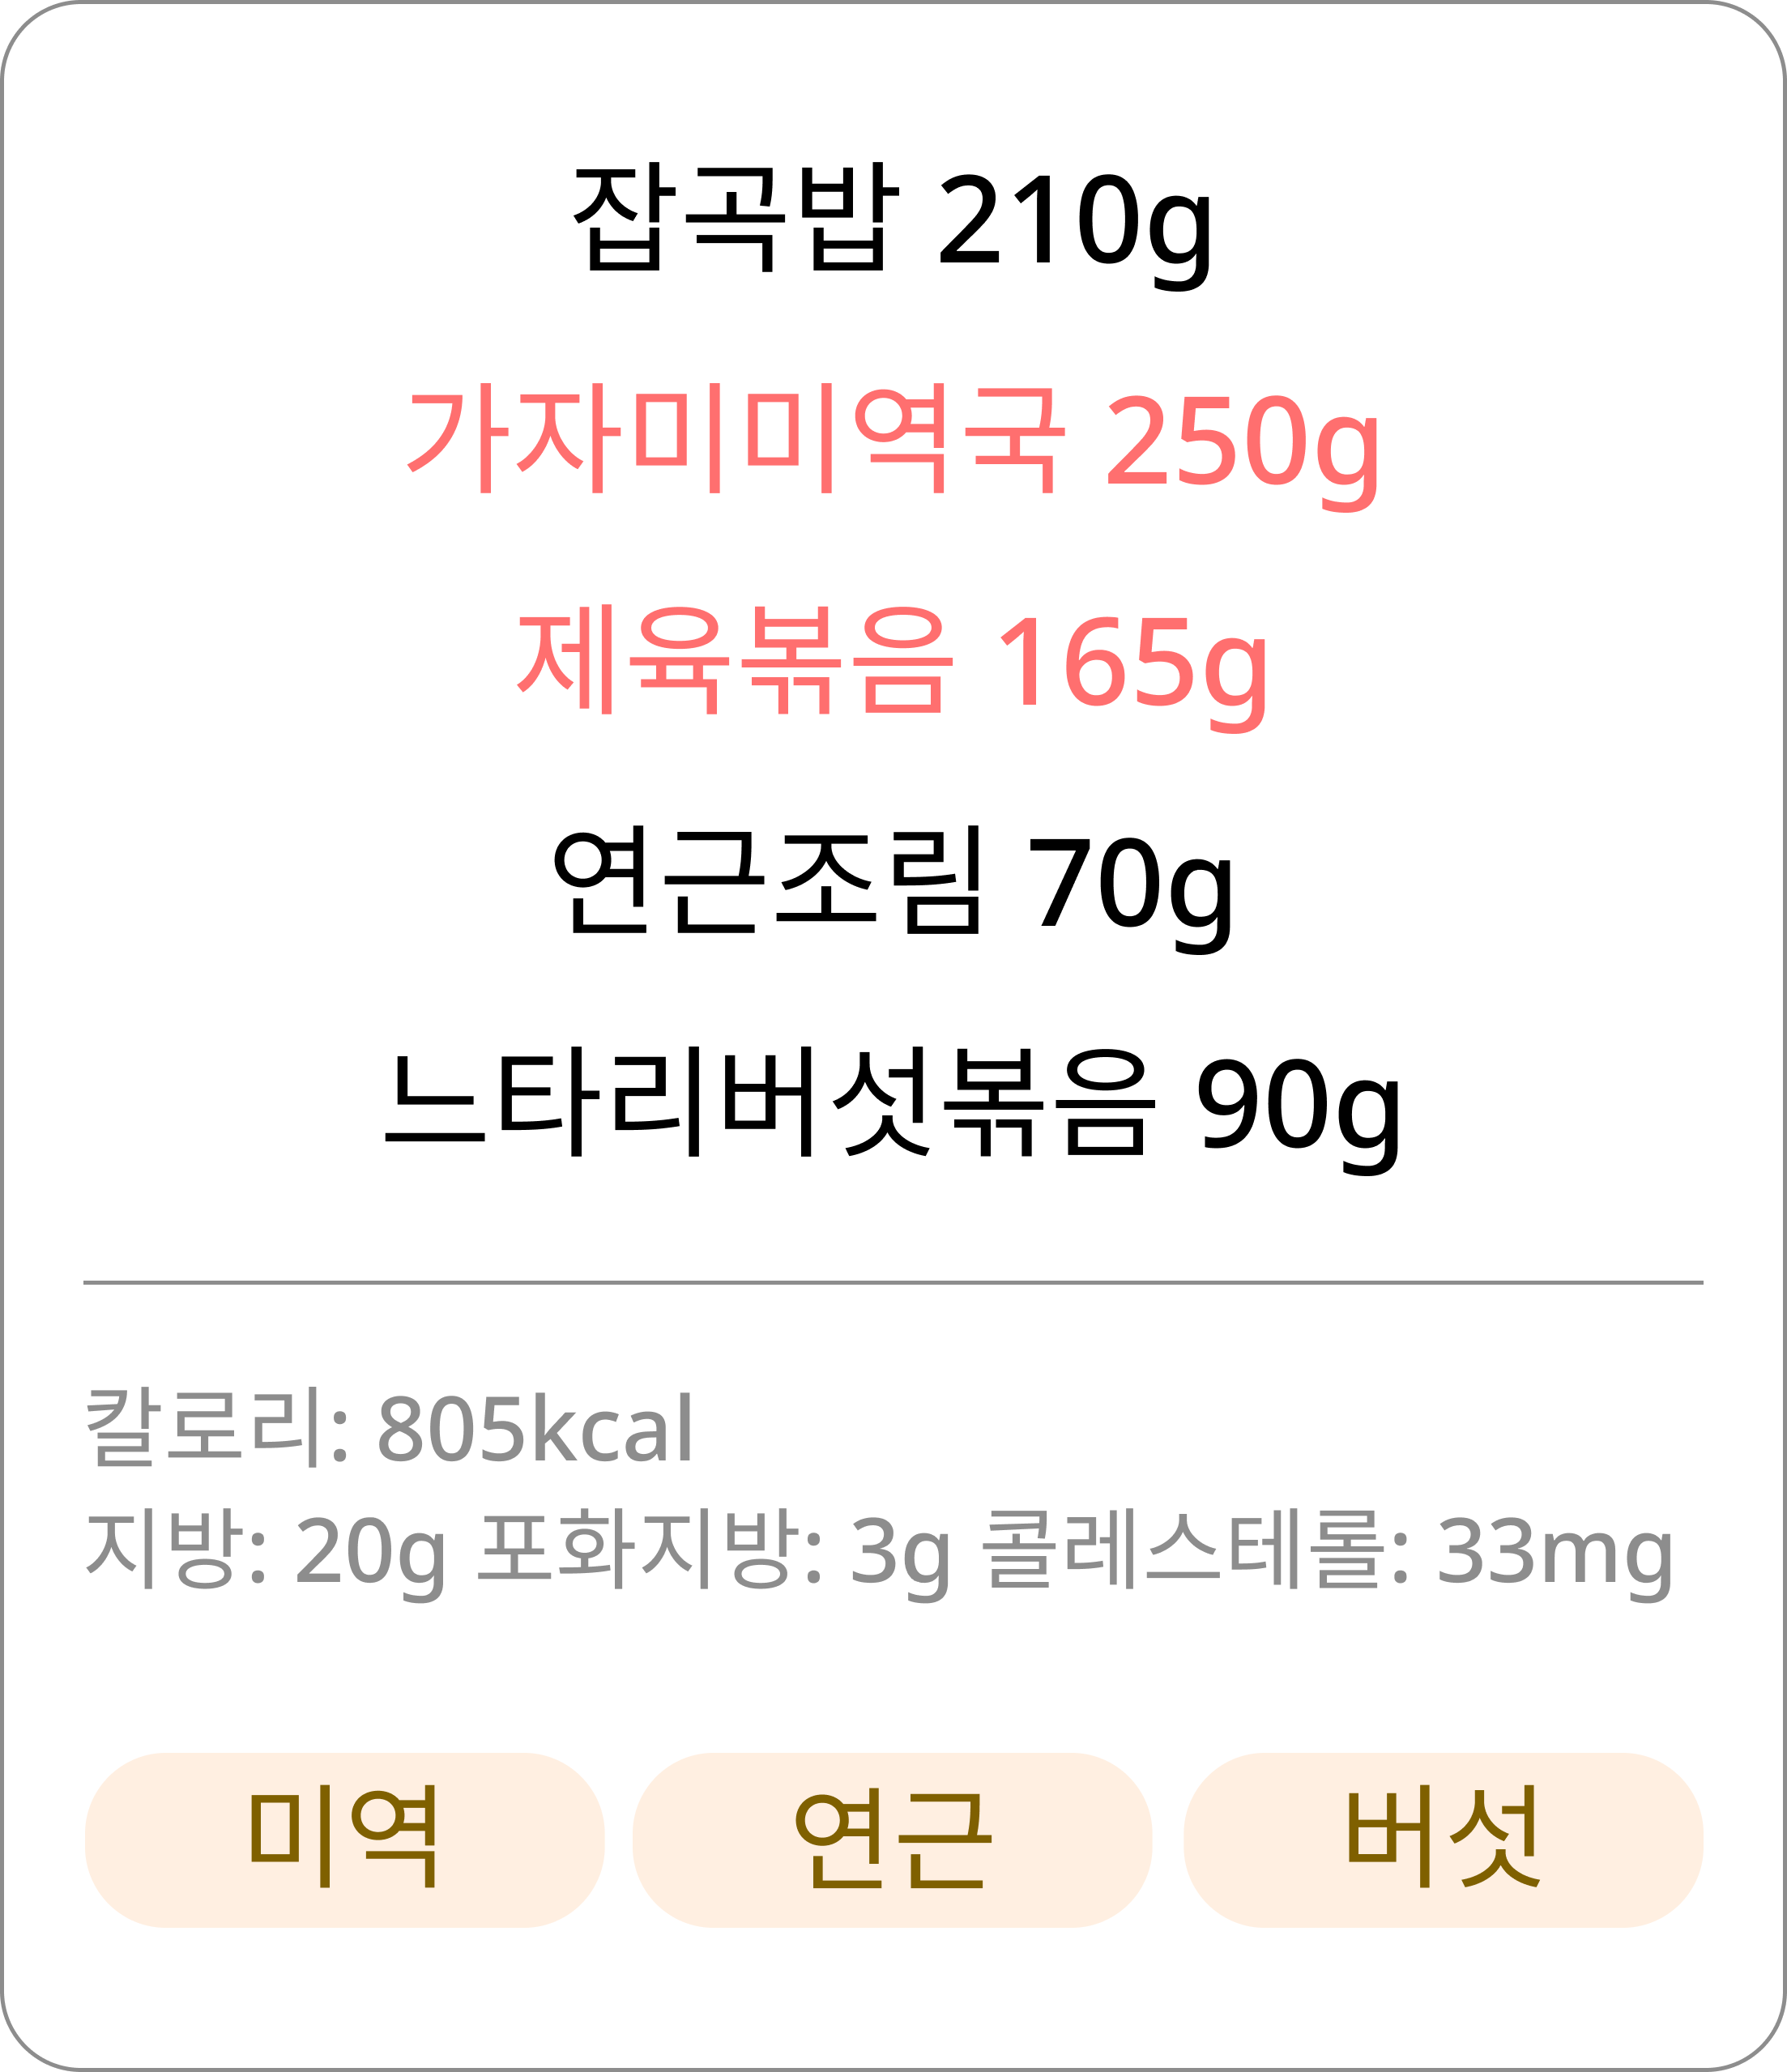 잡곡밥 210g
가자미미역국 250g
제육볶음 165g
연근조림 70g
느타리버섯볶음 90g
칼로리: 805kcal
지방: 20g 포화지방: 3g 콜레스테롤: 33mg
미역 연근 버섯